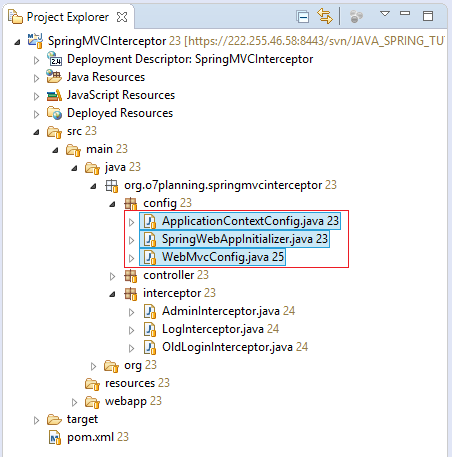 Project Explorer
SpringMVCInterceptor 23 [https://222.255.46.58:8443/svn/JAVA_SPRING_TUT
Deployment Descriptor: SpringMVCInterceptor
Java Resources
JavaScript Resources
Deployed Resources
src 23
main 23
java 23
org.o7planning.springmvcinterceptor 23
config 23
ApplicationContextConfig.java 23
SpringWebAppInitializer.java 23
WebMvcConfig.java 25
controller 23
interceptor 23
AdminInterceptor.java 24
LogInterceptor.java 24
OldLoginInterceptor.java 24
org 23
resources 23
webapp 23
target
pom.xml 23